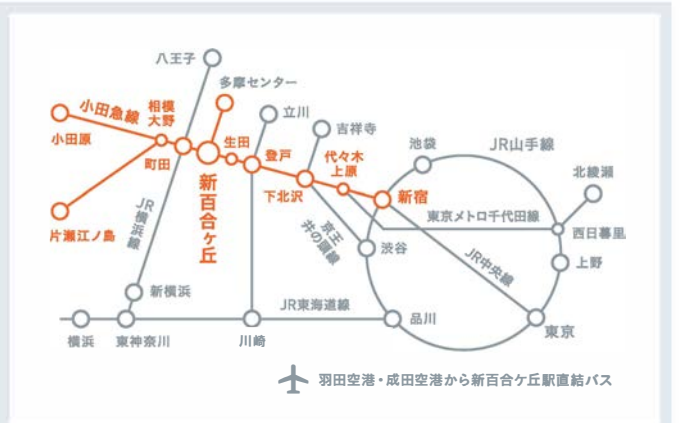 八王子
多摩センター
小田急線
相模
大野
立川
吉祥寺
小田原
生田
登戸
代々木
上原
池袋
JR山手線
町田
新百合ヶ丘
下北沢
新宿
北綾瀬
片瀬江ノ島
JR
横浜線
京王
井の頭線
東京メトロ千代田線
西日暮里
渋谷
JR中央線
上野
新横浜
JR東海道線
品川
東京
横浜
東神奈川
川崎
羽田空港・成田空港から新百合ケ丘駅直結バス